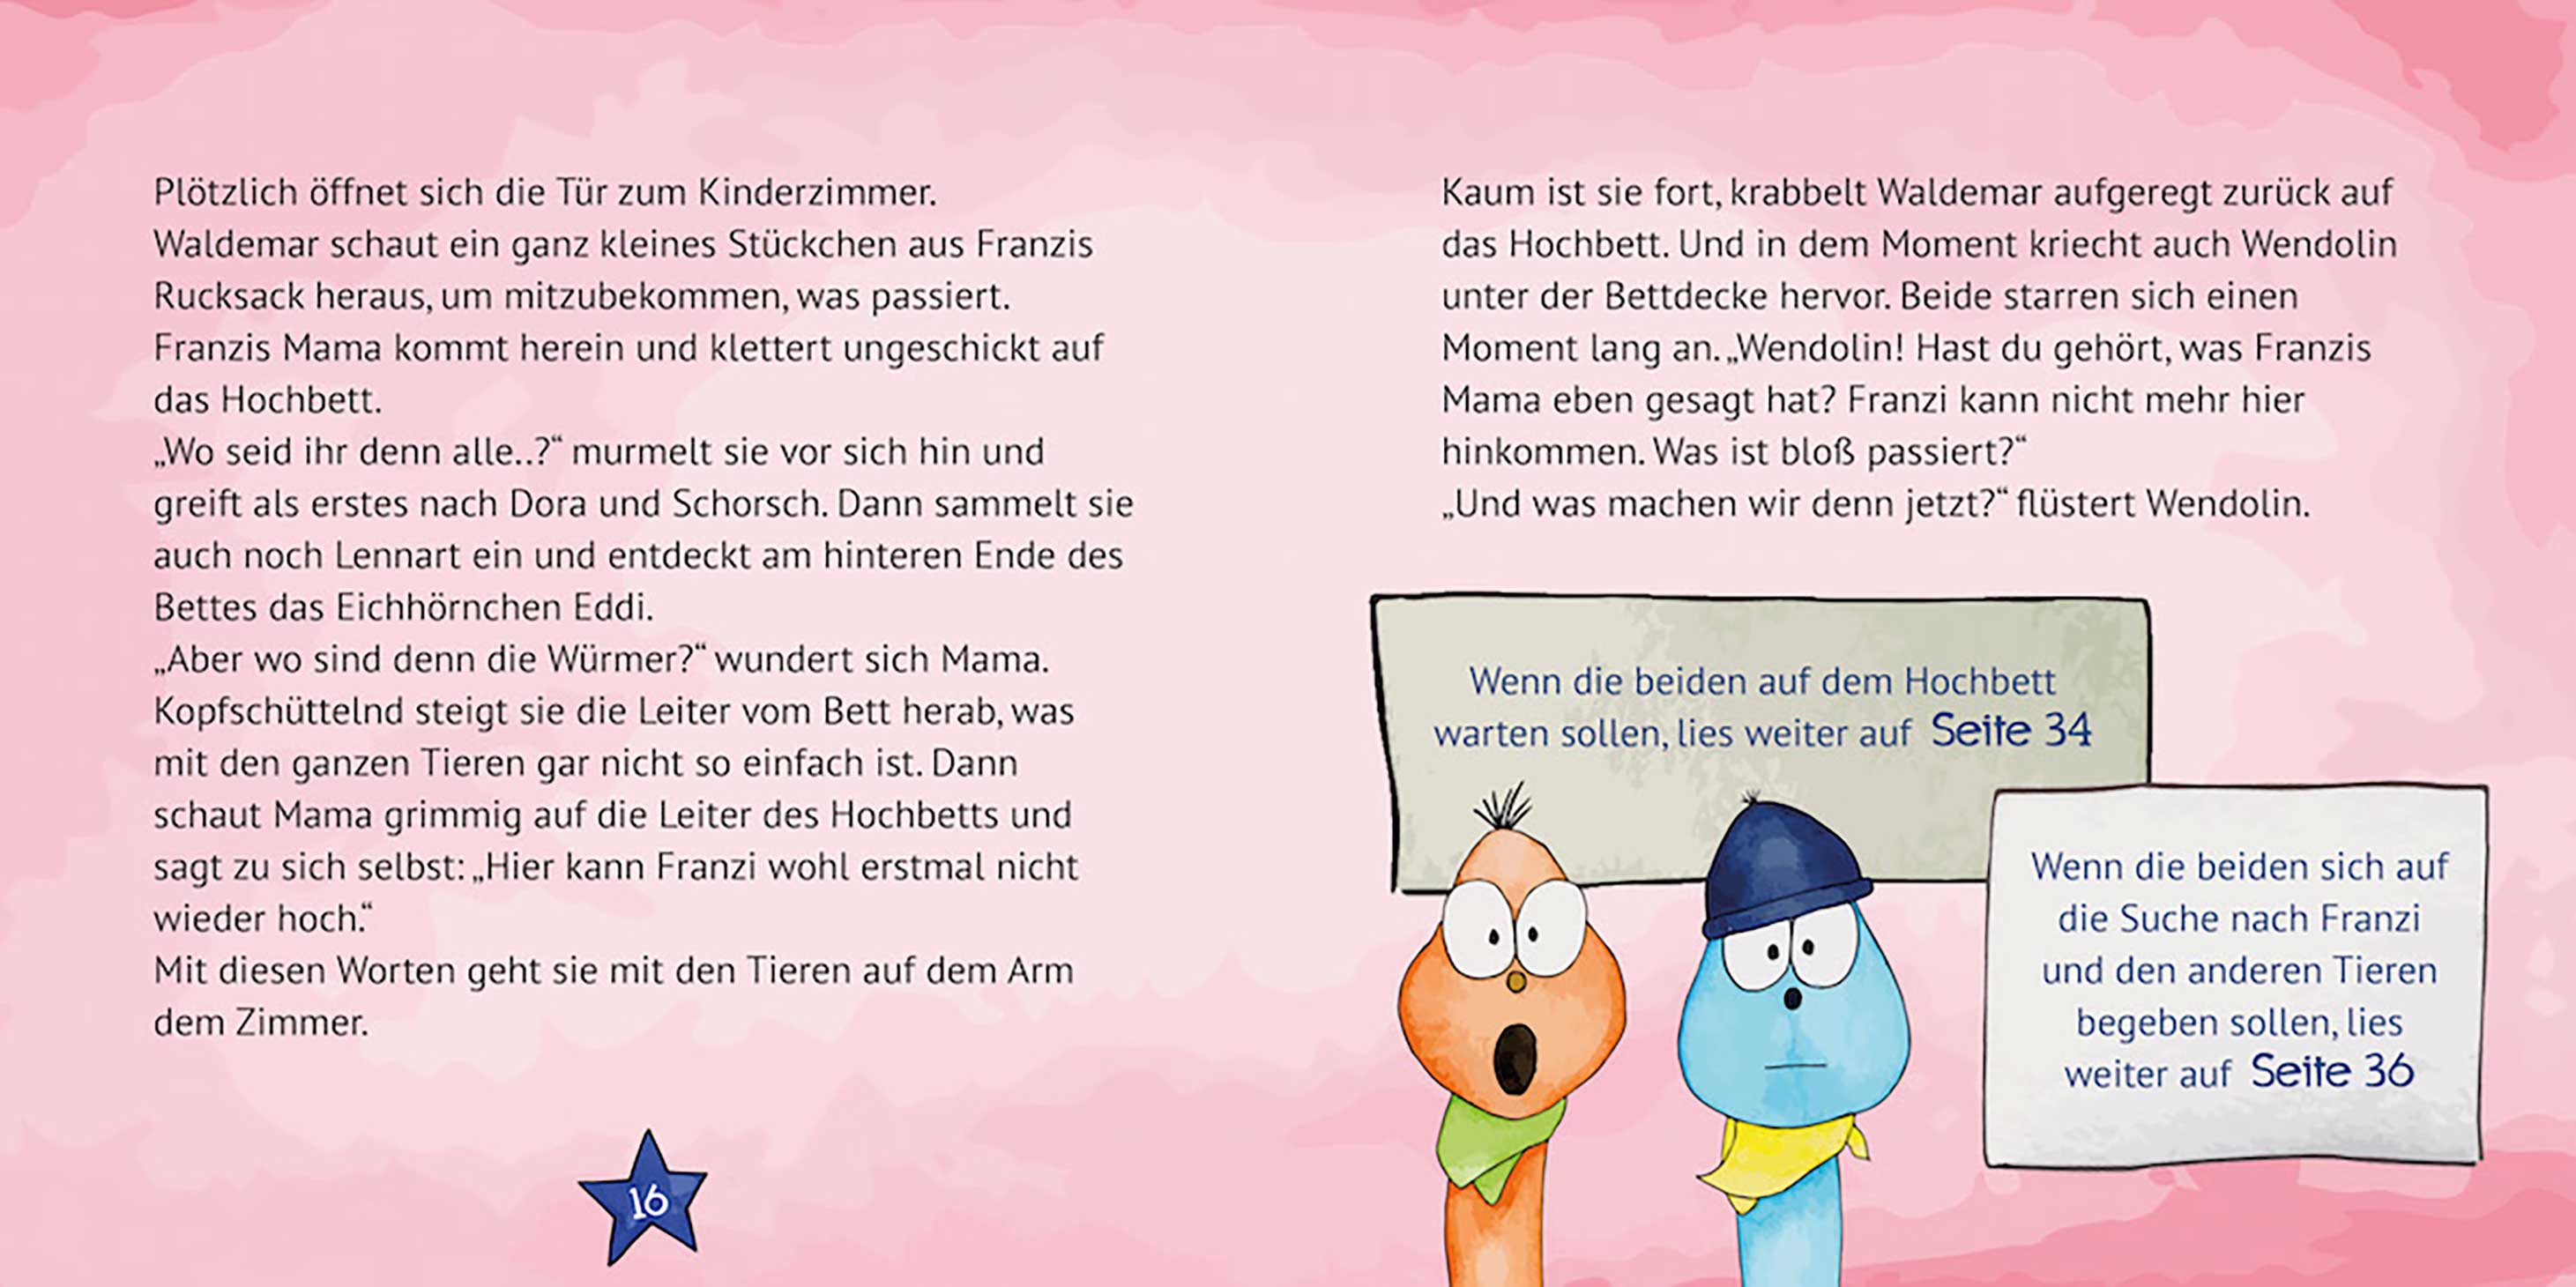 Plötzlich öffnet sich die Tür zum Kinderzimmer.
Waldemar schaut ein ganz kleines Stückchen aus Franzis
Rucksack heraus, um mitzubekommen, was passiert.
Franzis Mama kommt herein und klettert ungeschickt auf
das Hochbett.
„Wo seid ihr denn alle..?“ murmelt sie vor sich hin und
greift als erstes nach Dora und Schorsch. Dann sammelt sie
auch noch Lennart ein und entdeckt am hinteren Ende des
Bettes das Eichhörnchen Eddi.
„Aber wo sind denn die Würmer?“ wundert sich Mama.
Kopfschüttelnd steigt sie die Leiter vom Bett herab, was
mit den ganzen Tieren gar nicht so einfach ist. Dann
schaut Mama grimmig auf die Leiter des Hochbetts und
sagt zu sich selbst: „Hier kann Franzi wohl erstmal nicht
wieder hoch.“
Mit diesen Worten geht sie mit den Tieren auf dem Arm
dem Zimmer.
16
Kaum ist sie fort, krabbelt Waldemar aufgeregt zurück auf
das Hochbett. Und in dem Moment kriecht auch Wendolin
unter der Bettdecke hervor. Beide starren sich einen
Moment lang an. „Wendolin! Hast du gehört, was Franzis
Mama eben gesagt hat? Franzi kann nicht mehr hier
hinkommen. Was ist bloß passiert?“
„Und was machen wir denn jetzt?“ flüstert Wendolin.
Wenn die beiden auf dem Hochbett
warten sollen, lies weiter auf Seite 34
Wenn die beiden sich auf
die Suche nach Franzi
und den anderen Tieren
begeben sollen, lies
weiter auf Seite 36